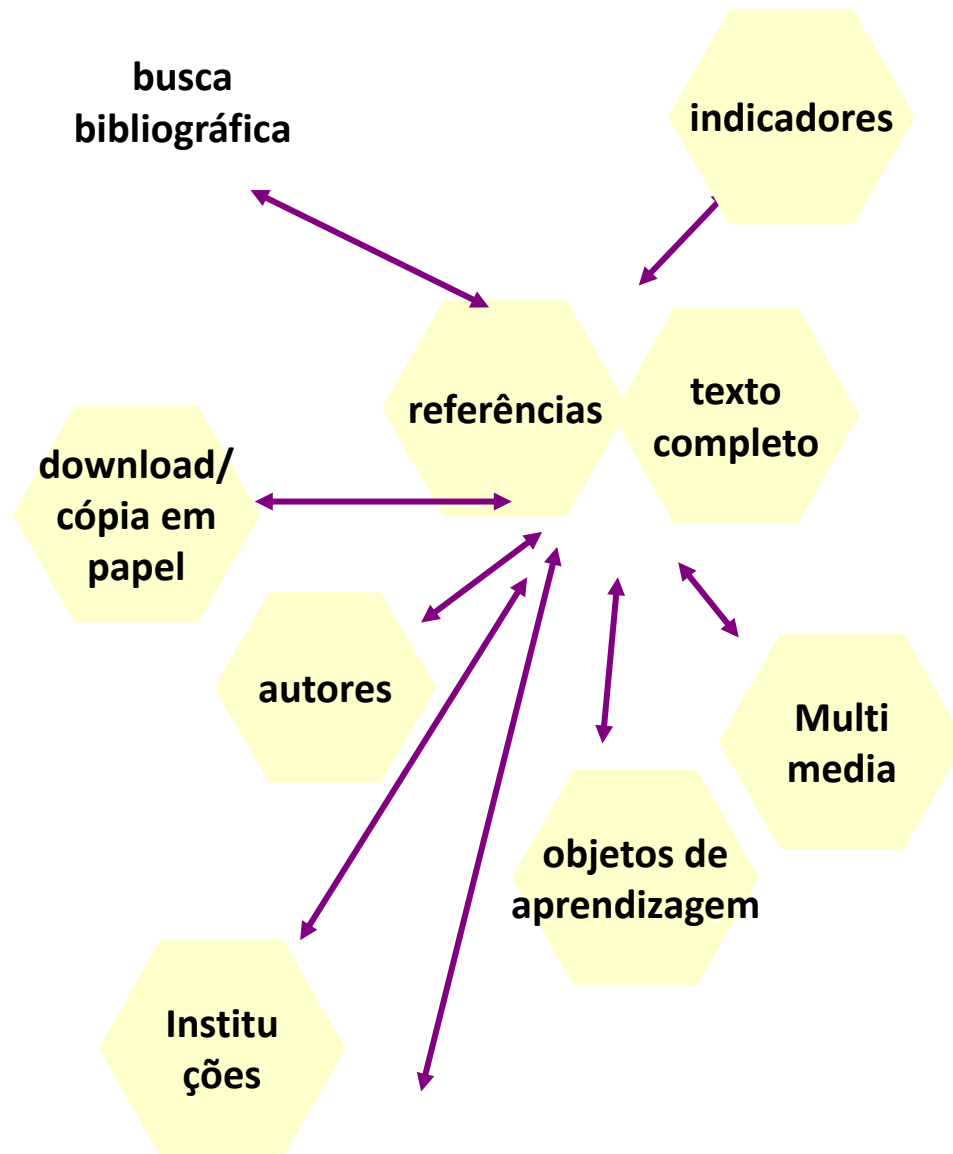 busca
bibliográfica
indicadores
referências
texto
completo
download/
cópia em
papel
autores
Multi
media
objetos de
aprendizagem
Institu
ções